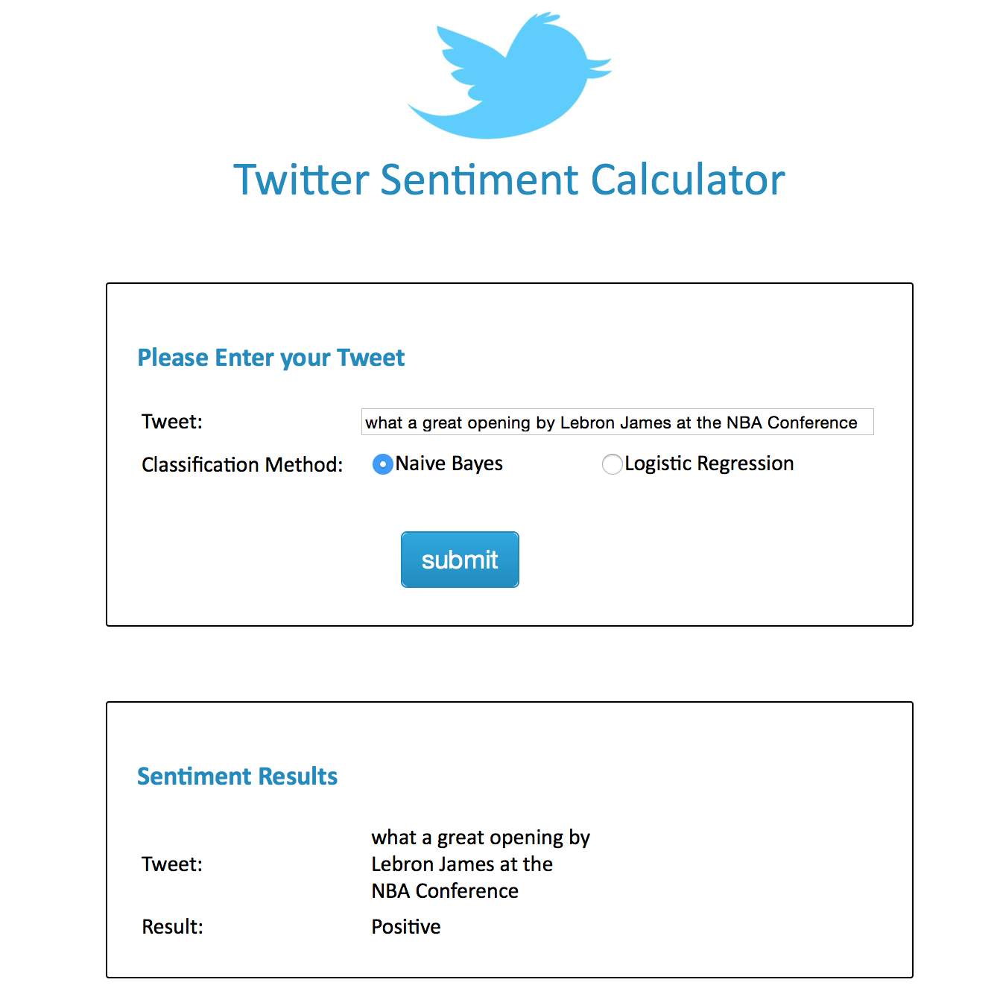 Twitter Sentiment Calculator
Please Enter your Tweet
Tweet: what a great opening by Lebron James at the NBA Conference
Classification Method: Naive Bayes Logistic Regression
submit
Sentiment Results
what a great opening by
Tweet: Lebron James at the
NBA Conference
Result: Positive